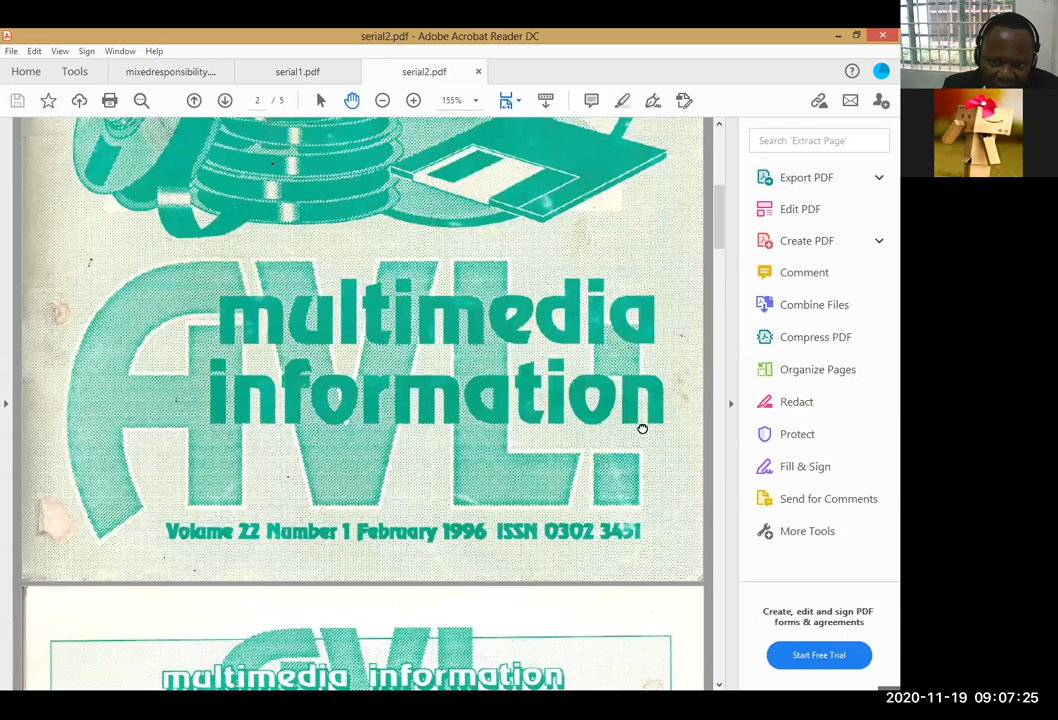 serial2.pdf - Adobe Acrobat Reader DC
File Edit View Sign Window Help
Home Tools mixedresponsibility.... serial1.pdf serial2.pdf ×
2 / 5 155%
Search 'Extract Page'
Export PDF
Edit PDF
Create PDF
Comment
Combine Files
Compress PDF
Organize Pages
Redact
Protect
Fill & Sign
Send for Comments
More Tools
Create, edit and sign PDF
forms & agreements
Start Free Trial
AVLI
multimedia
information
Volume 22 Number 1 February 1996 ISSN 0302 3451
AVLI
multimedia information
2020-11-19 09:07:25